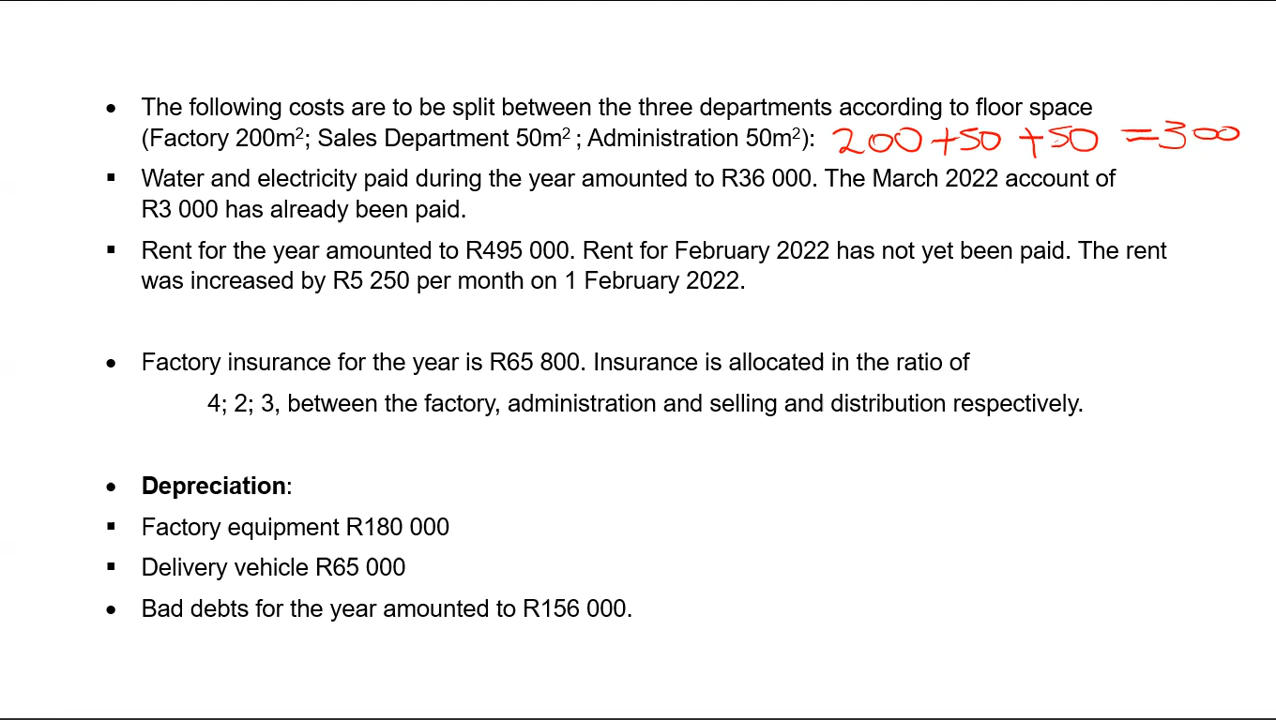 • The following costs are to be split between the three departments according to floor space
(Factory 200m²; Sales Department 50m² ; Administration 50m²): 200 + 50 + 50 = 300
▪ Water and electricity paid during the year amounted to R36 000. The March 2022 account of
R3 000 has already been paid.
▪ Rent for the year amounted to R495 000. Rent for February 2022 has not yet been paid. The rent
was increased by R5 250 per month on 1 February 2022.
• Factory insurance for the year is R65 800. Insurance is allocated in the ratio of
4; 2; 3, between the factory, administration and selling and distribution respectively.
• Depreciation:
▪ Factory equipment R180 000
▪ Delivery vehicle R65 000
• Bad debts for the year amounted to R156 000.